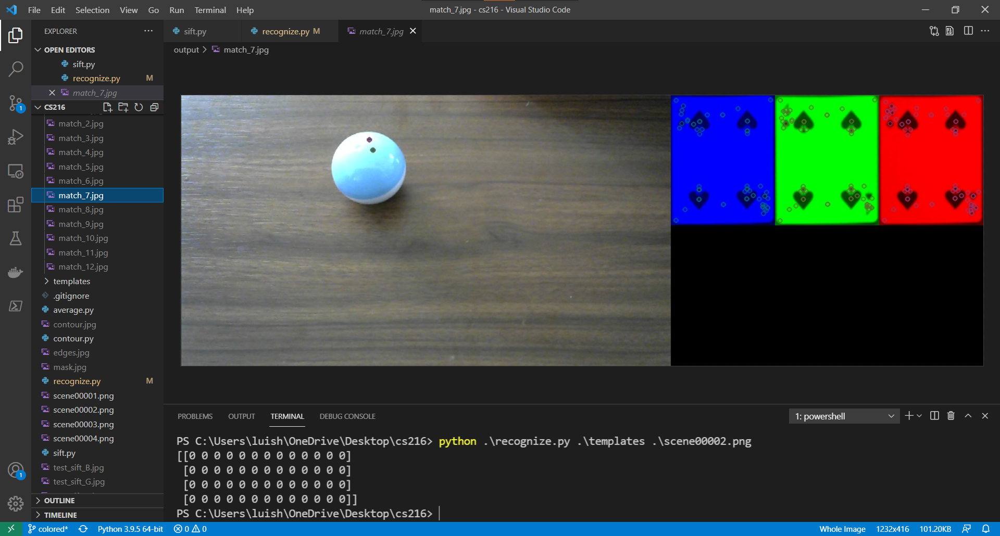 File Edit Selection View Go Run Terminal Help
match_7.jpg - cs216 - Visual Studio Code
EXPLORER
OPEN EDITORS
sift.py
recognize.py M
match_7.jpg
CS216
match_2.jpg
match_3.jpg
match_4.jpg
match_5.jpg
match_6.jpg
match_7.jpg
match_8.jpg
match_9.jpg
match_10.jpg
match_11.jpg
match_12.jpg
templates
.gitignore
average.py
contour.jpg
contour.py
edges.jpg
mask.jpg
recognize.py M
scene00001.png
scene00002.png
scene00003.png
scene00004.png
sift.py
test_sift_B.jpg
test_sift_G.jpg
OUTLINE
TIMELINE
sift.py recognize.py M match_7.jpg
output > match_7.jpg
PROBLEMS OUTPUT TERMINAL DEBUG CONSOLE
1: powershell
PS C:\Users\luish\OneDrive\Desktop\cs216> python .\recognize.py .\templates .\scene00002.png
[[0 0 0 0 0 0 0 0 0 0 0 0 0]
[0 0 0 0 0 0 0 0 0 0 0 0 0]
[0 0 0 0 0 0 0 0 0 0 0 0 0]
[0 0 0 0 0 0 0 0 0 0 0 0 0]]
PS C:\Users\luish\OneDrive\Desktop\cs216>
1
1
colored* Python 3.9.5 64-bit 0 0 Whole Image 1232x416 101.20KB